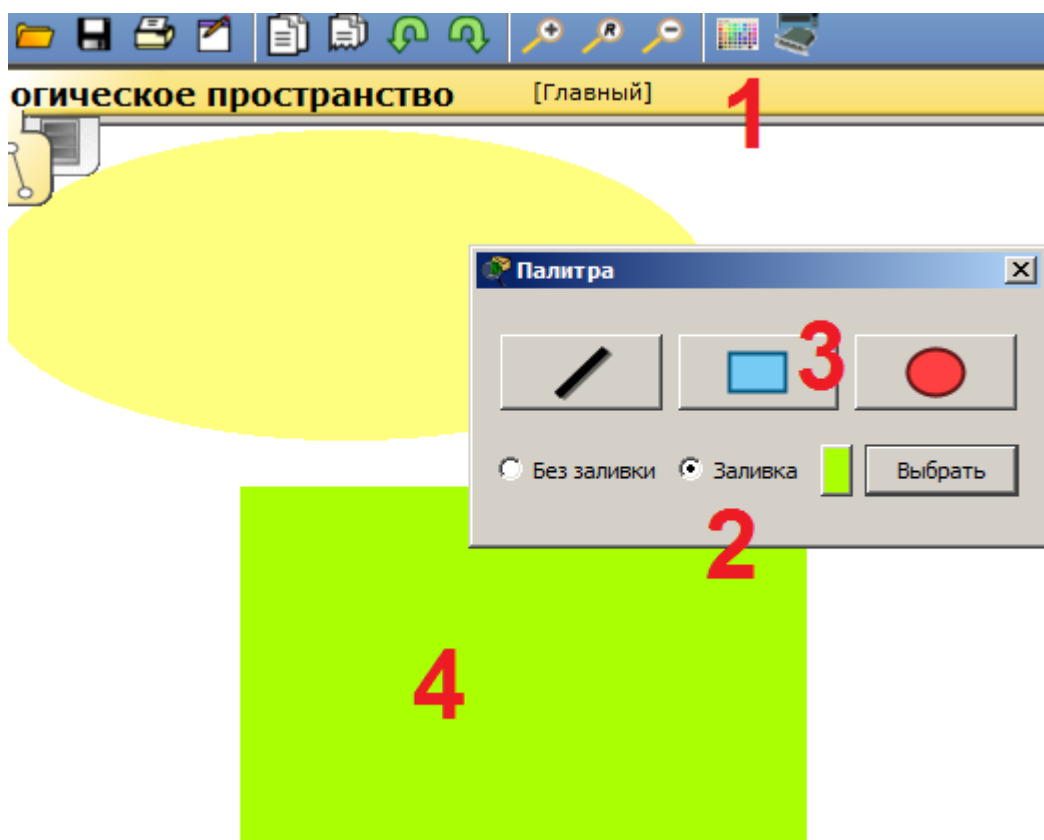 R
огическое пространство [Главный]
1
Палитра
3
Без заливки Заливка Выбрать
2
4